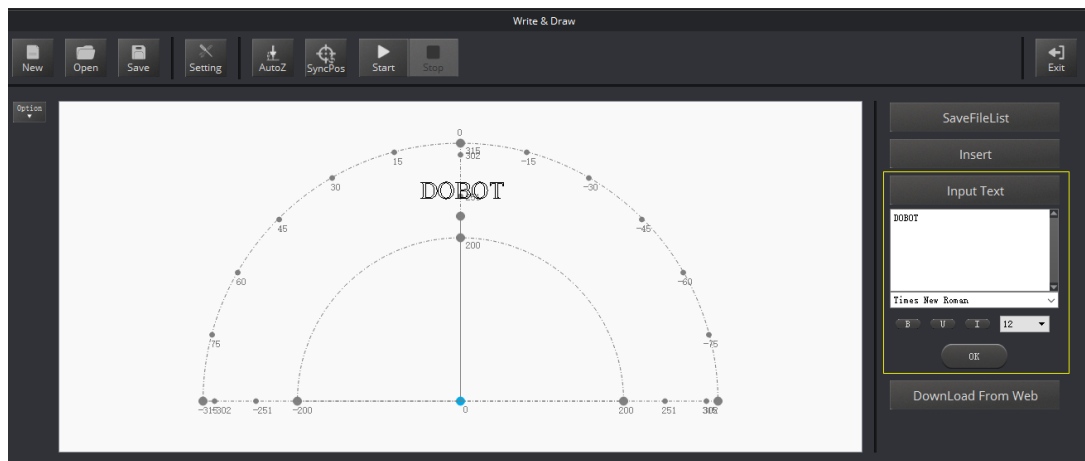 Write & Draw
New Open Save Setting AutoZ SyncPos Start Stop Exit
Option
SaveFileList
Insert
Input Text
DOBOT
Times New Roman
B U I 12
OK
DownLoad From Web
0
315
302
15 -15
30 -30
DOBOT
45 -45
200
60 -60
75 -75
-315 -302 -251 -200 0 200 251 302 315